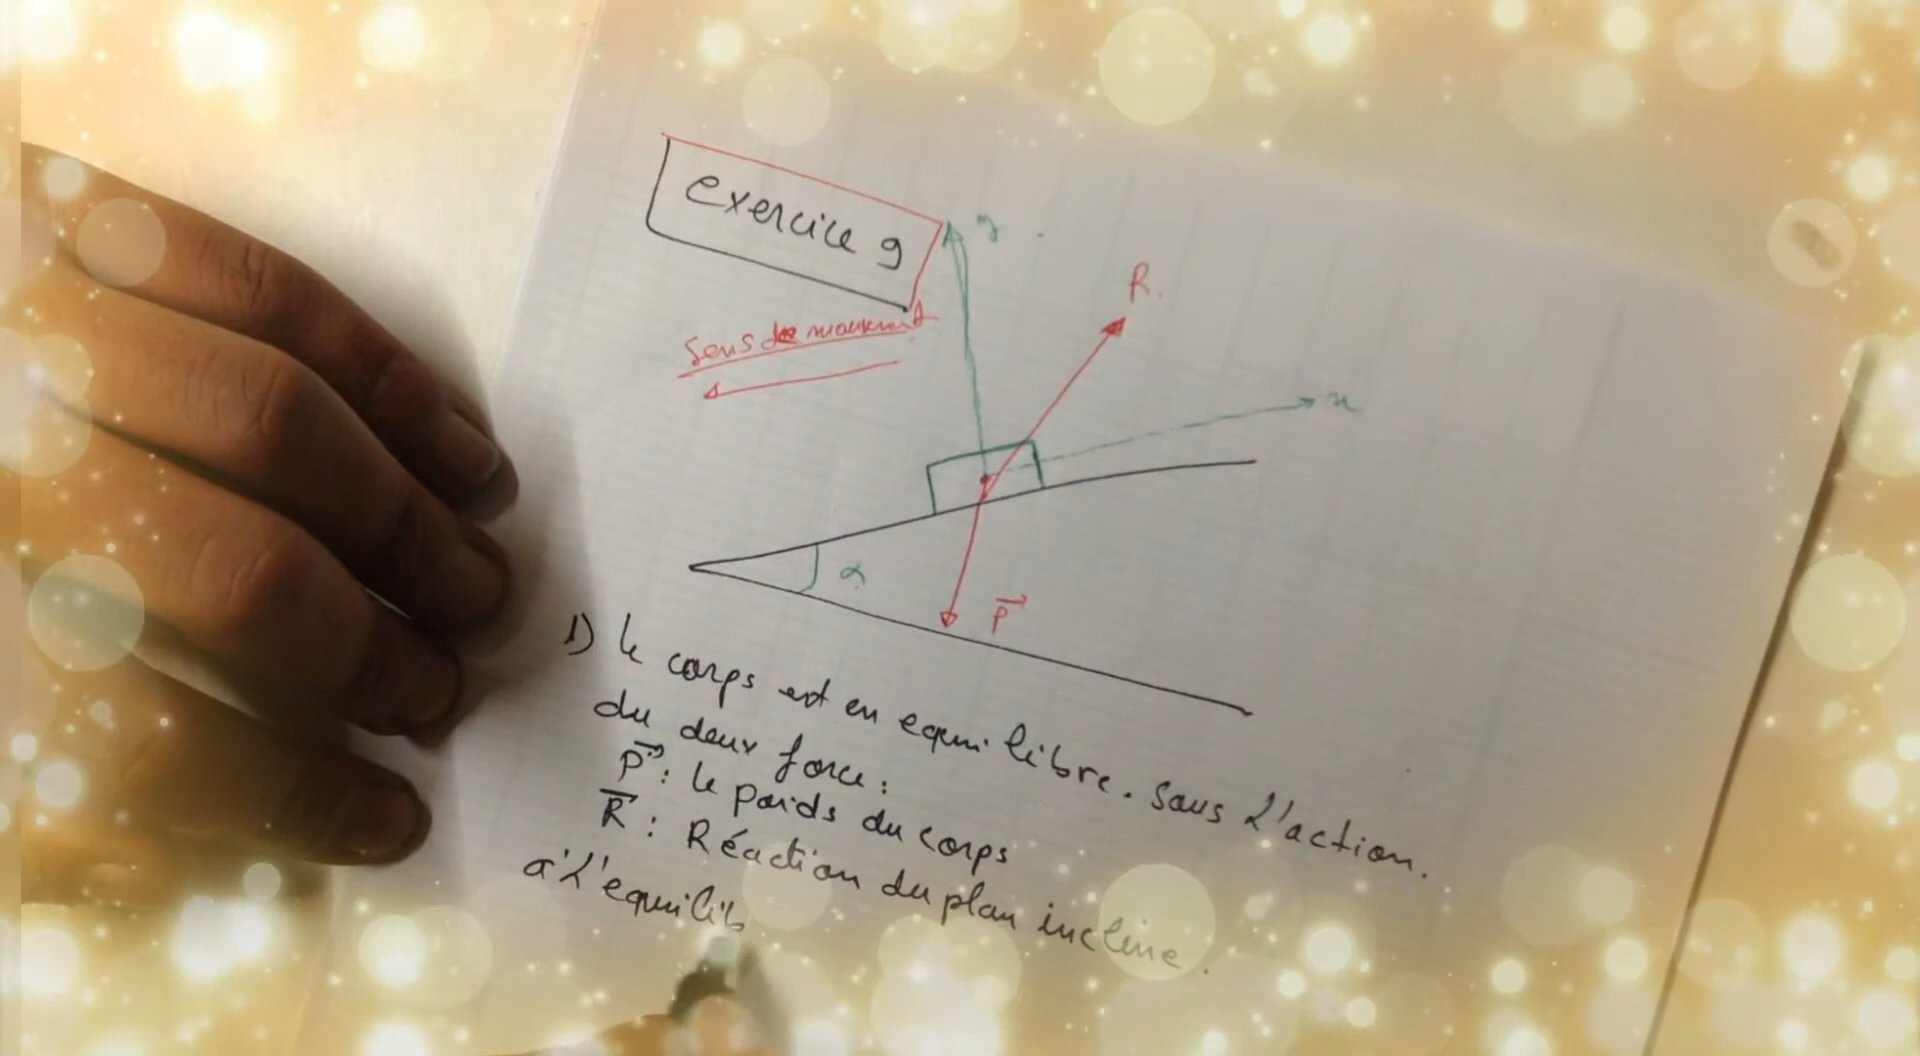 exercice 9
y
R.
Sens de mouvement
x
α
P
1) le corps est en equilibre. Sous l'action.
du deux force:
P: le poids du corps
R: Réaction du plan incline.
a' l'equilib